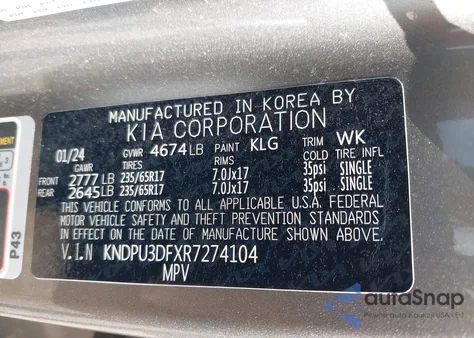 MANUFACTURED IN KOREA BY
KIA CORPORATION
01/24 GVWR 4674LB PAINT KLG TRIM WK
GAWR TIRES RIMS COLD TIRE INFL
FRONT 2777LB 235/65R17 7.0Jx17 35psi SINGLE
REAR 2645LB 235/65R17 7.0Jx17 35psi SINGLE
THIS VEHICLE CONFORMS TO ALL APPLICABLE U.S.A. FEDERAL
MOTOR VEHICLE SAFETY AND THEFT PREVENTION STANDARDS
IN EFFECT ON THE DATE OF MANUFACTURE SHOWN ABOVE.
V.I.N KNDPU3DFXR7274104
MPV
P43
autoSnap